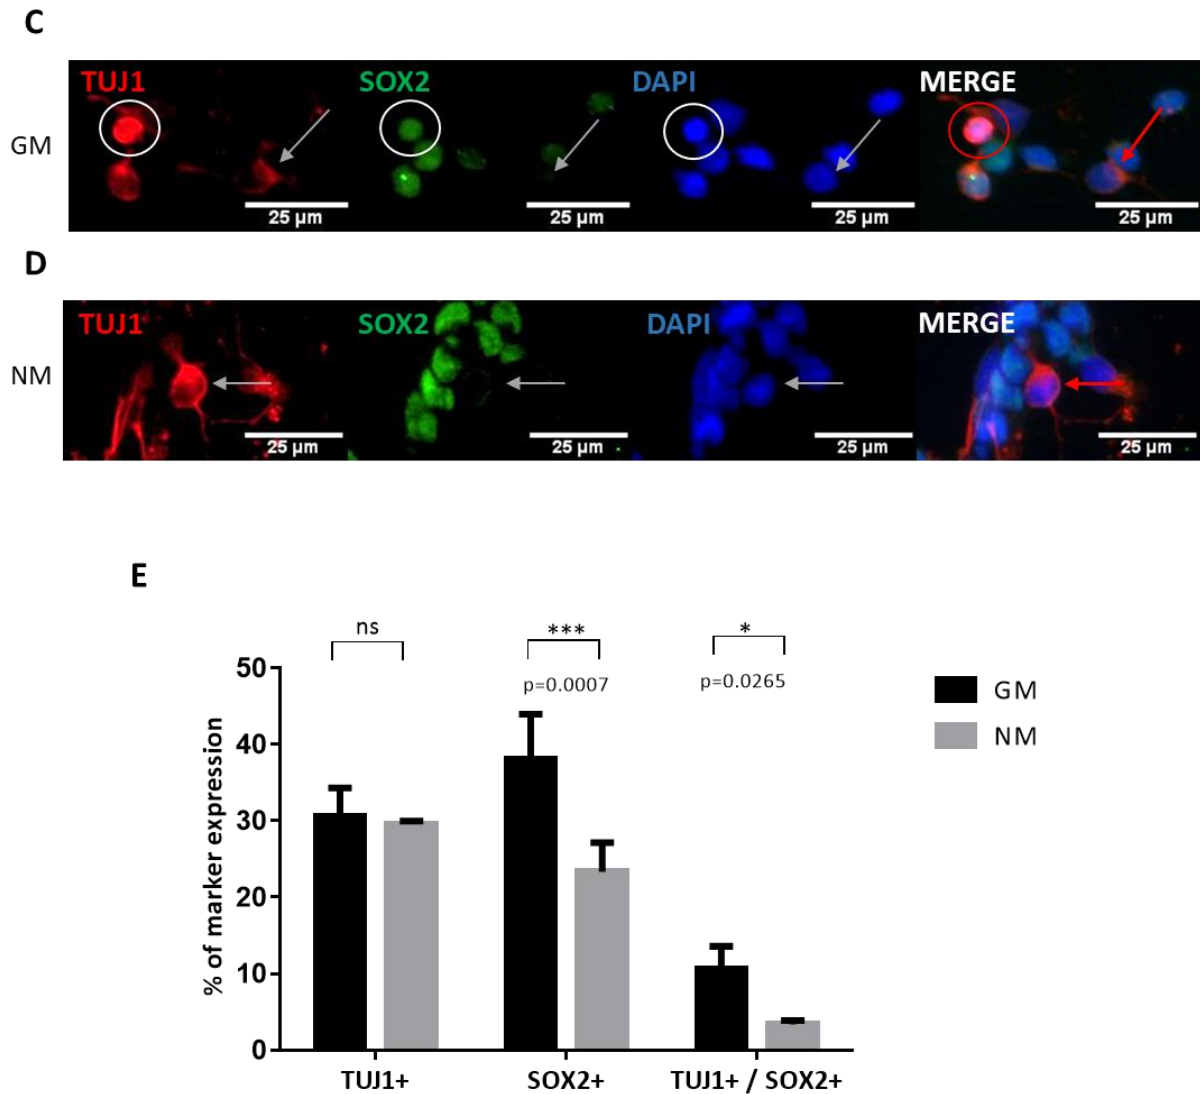 C
TUJ1 SOX2 DAPI MERGE
GM
25 µm 25 µm 25 µm 25 µm
D
TUJ1 SOX2 DAPI MERGE
NM
25 µm 25 µm 25 µm 25 µm
E
ns *** *
p=0.0007 p=0.0265
GM
NM
% of marker expression
50
40
30
20
10
0
TUJ1+ SOX2+ TUJ1+ / SOX2+